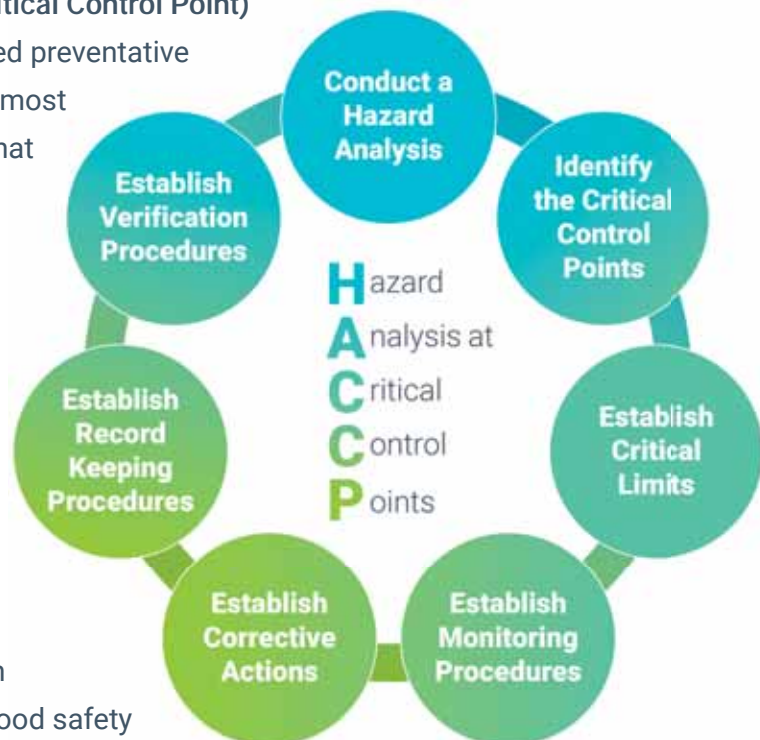 itical Control Point)
ed preventative
most
hat
Conduct a
Hazard
Analysis
Identify
the Critical
Control
Points
Establish
Critical
Limits
Establish
Monitoring
Procedures
Establish
Corrective
Actions
Establish
Record
Keeping
Procedures
Establish
Verification
Procedures
Hazard
Analysis at
Critical
Control
Points
n
ood safety